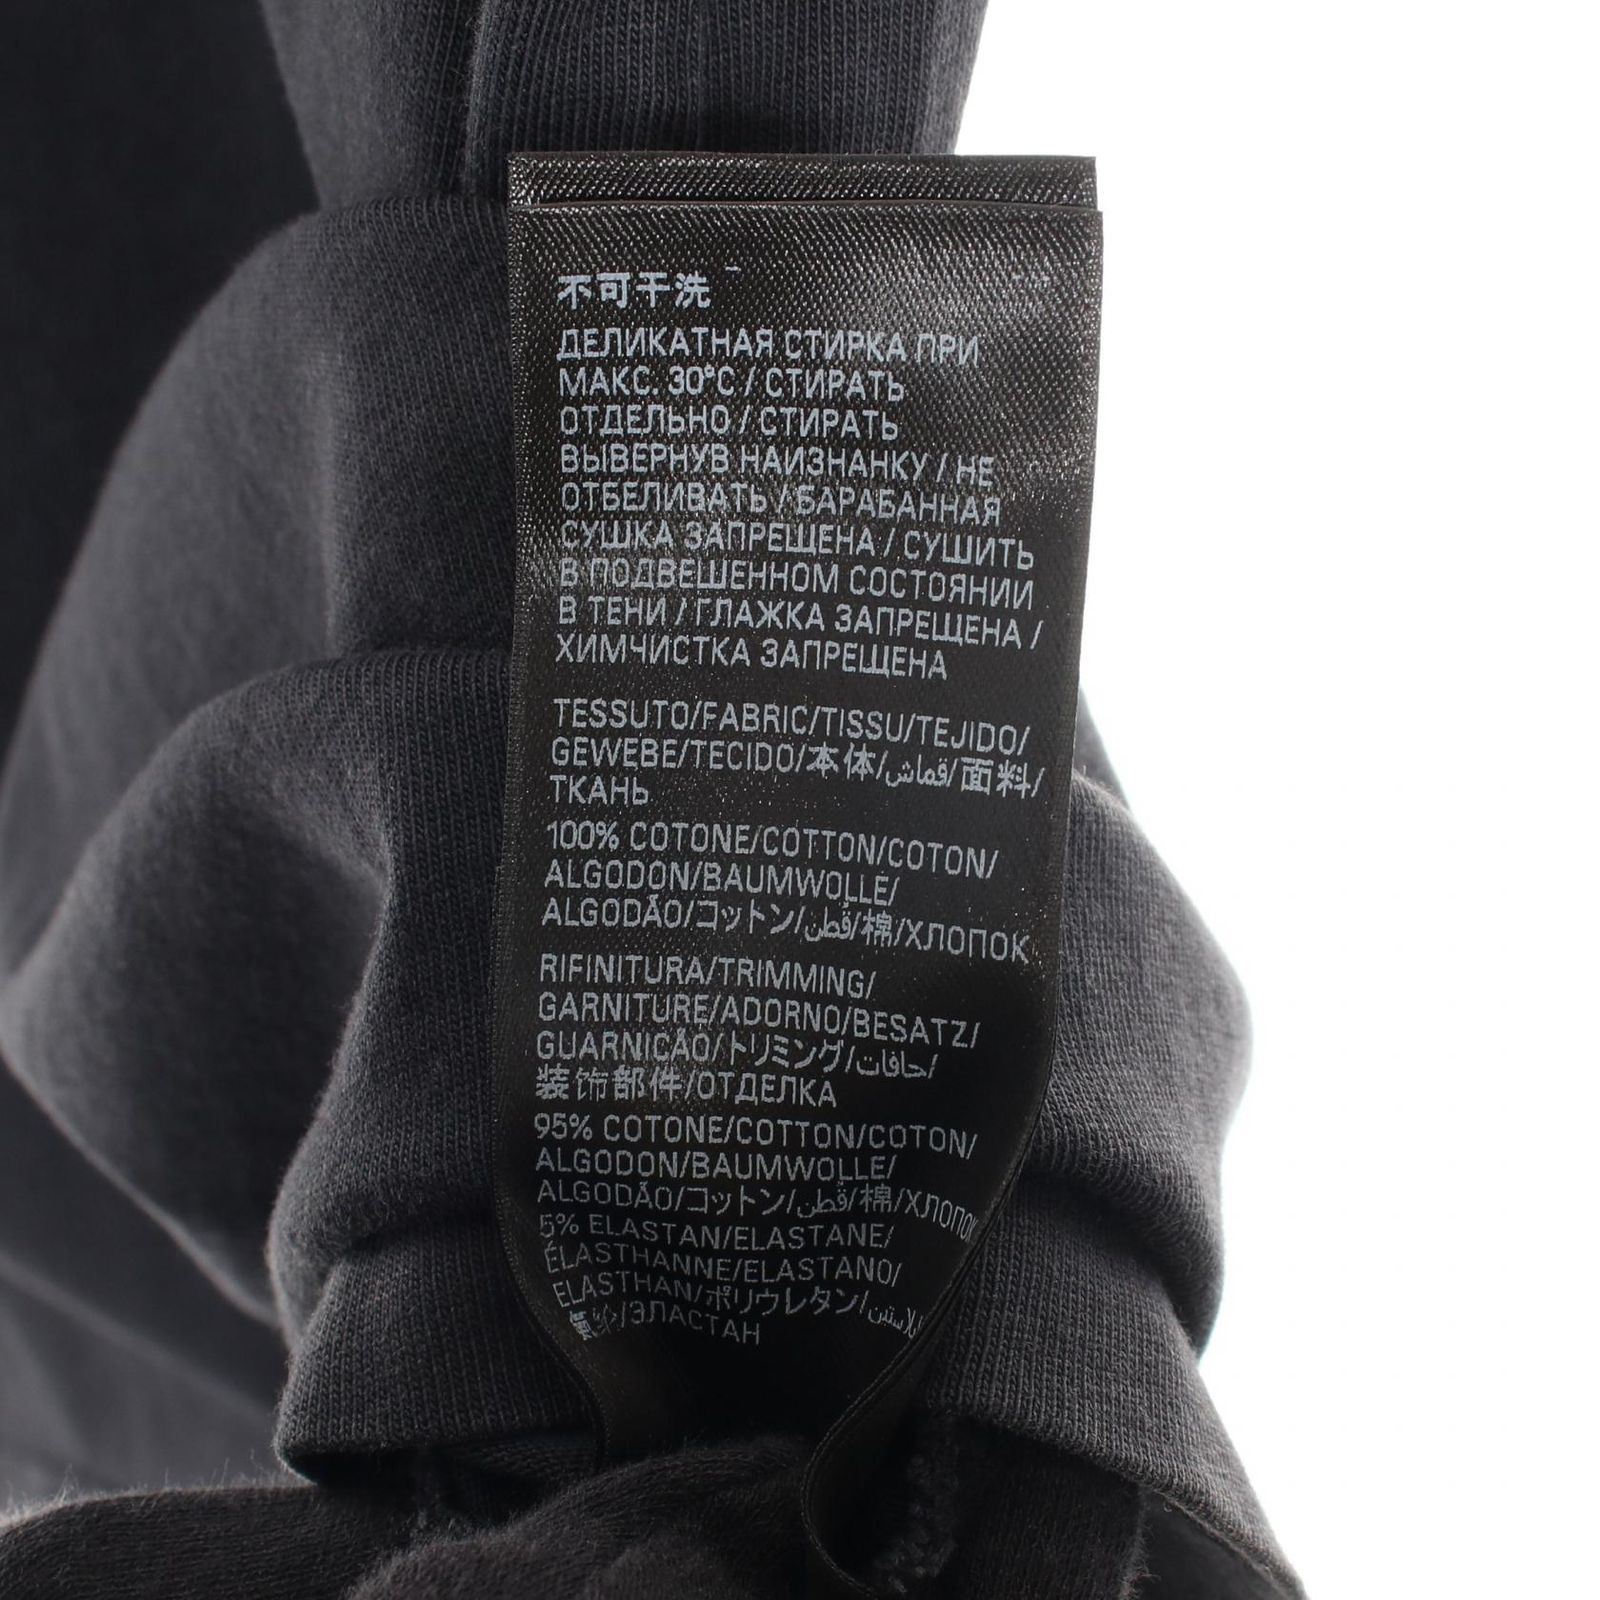 不可干洗
ДЕЛИКАТНАЯ СТИРКА ПРИ
МАКС. 30°C / СТИРАТЬ
ОТДЕЛЬНО / СТИРАТЬ
ВЫВЕРНУВ НАИЗНАНКУ / НЕ
ОТБЕЛИВАТЬ / БАРАБАННАЯ
СУШКА ЗАПРЕЩЕНА / СУШИТЬ
В ПОДВЕШЕННОМ СОСТОЯНИИ
В ТЕНИ / ГЛАЖКА ЗАПРЕЩЕНА /
ХИМЧИСТКА ЗАПРЕЩЕНА
TESSUTO/FABRIC/TISSU/TEJIDO/
GEWEBE/TECIDO/本体/قماش/面料/
ТКАНЬ
100% COTONE/COTTON/COTON/
ALGODON/BAUMWOLLE/
ALGODÃO/コットン/قطن/棉/ХЛОПОК
RIFINITURA/TRIMMING/
GARNITURE/ADORNO/BESATZ/
GUARNICÃO/トリミング/حافات/
装饰部件/ОТДЕЛКА
95% COTONE/COTTON/COTON/
ALGODON/BAUMWOLLE/
ALGODÃO/コットン/قطن/棉/ХЛОПОК
5% ELASTAN/ELASTANE/
ÉLASTHANNE/ELASTANO/
ELASTHAN/ポリウレタン/
/ЭЛАСТАН